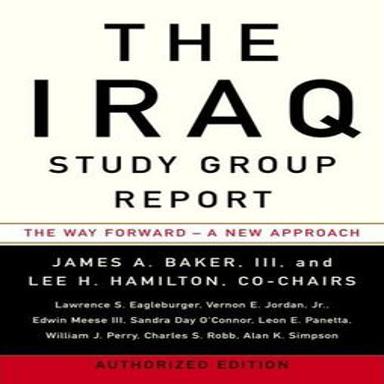 THE
IRAQ
STUDY GROUP
REPORT
THE WAY FORWARD – A NEW APPROACH
JAMES A. BAKER, III, and
LEE H. HAMILTON, CO-CHAIRS
Lawrence S. Eagleburger, Vernon E. Jordan, Jr.,
Edwin Meese III, Sandra Day O'Connor, Leon E. Panetta,
William J. Perry, Charles S. Robb, Alan K. Simpson
AUTHORIZED EDITION